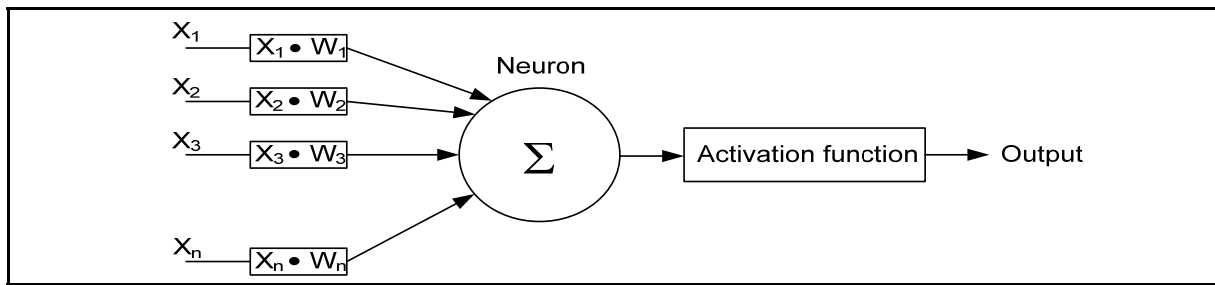 X₁ X₁ • W₁
Neuron
X₂ X₂ • W₂
X₃ X₃ • W₃ Σ Activation function Output
Xₙ Xₙ • Wₙ